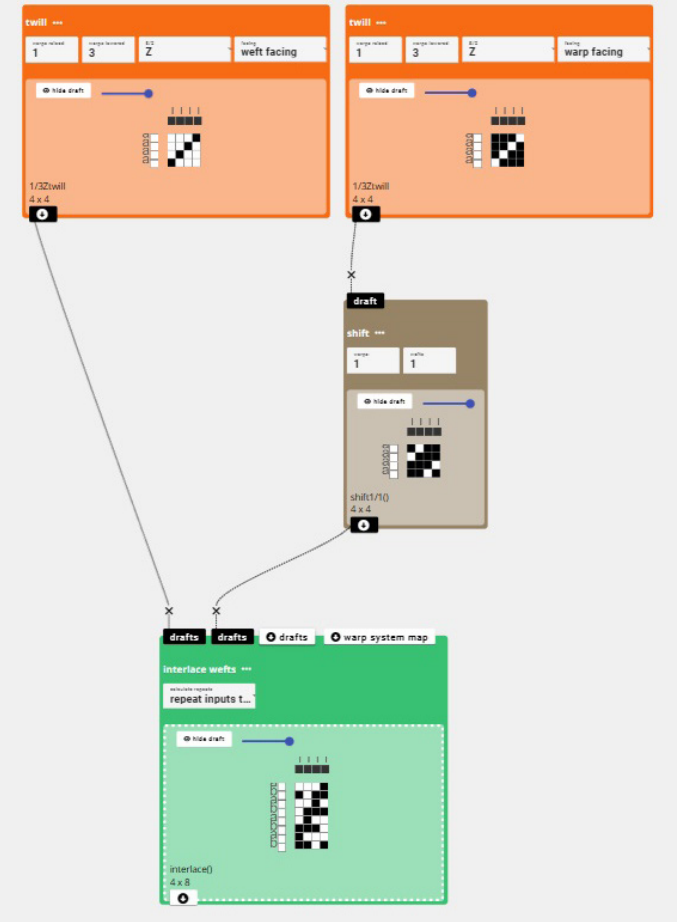 twill
warps raised
warps lowered
S/Z
facing
1
3
Z
weft facing
hide draft
1/3Ztwill
4 x 4
twill
warps raised
warps lowered
S/Z
facing
1
3
Z
warp facing
hide draft
1/3Ztwill
4 x 4
draft
shift
warps
wefts
1
1
hide draft
shift1/1()
4 x 4
drafts
drafts
drafts
warp system map
interlace wefts
calculate repeats
repeat inputs t...
hide draft
interlace()
4 x 8